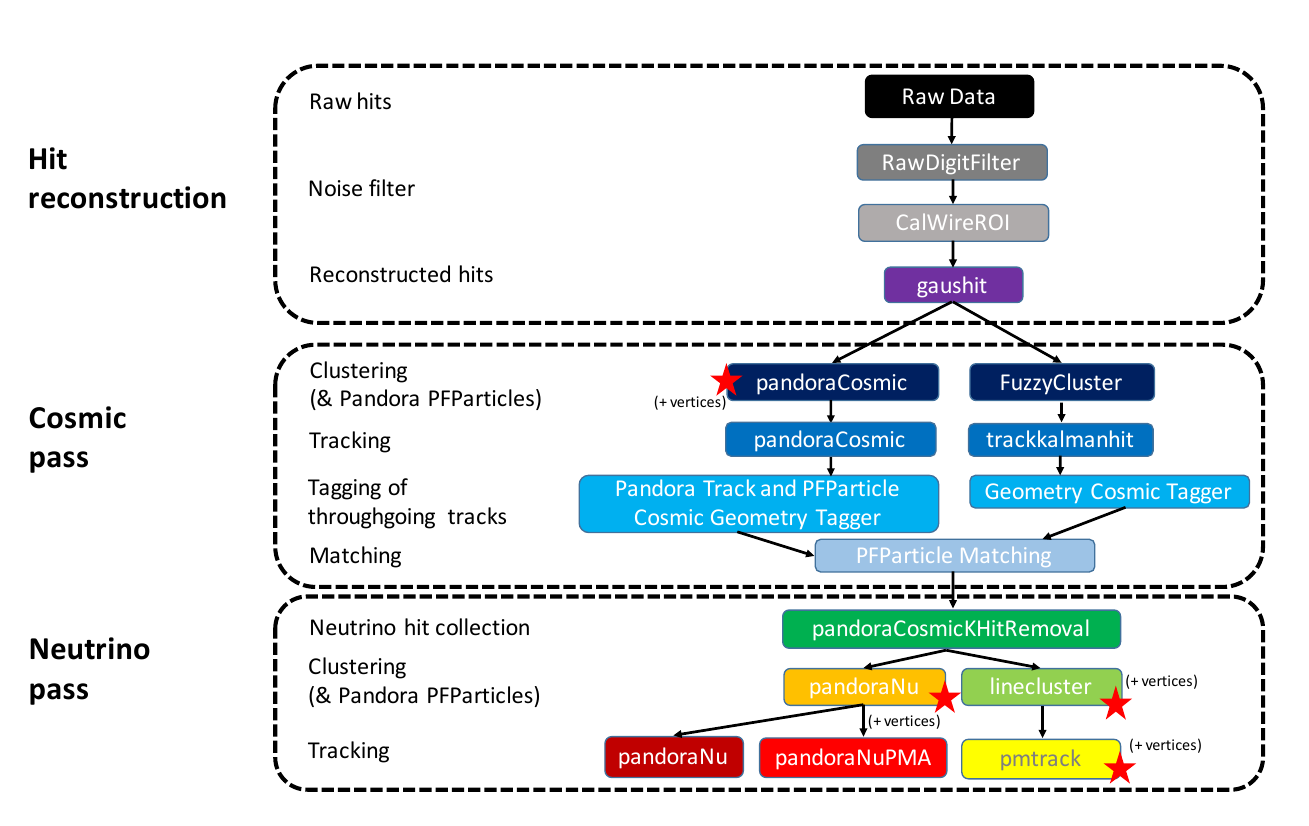 Hit
reconstruction
Raw hits
Raw Data
RawDigitFilter
Noise filter
CalWireROI
Reconstructed hits
gaushit
Cosmic
pass
Clustering
(& Pandora PFParticles)
pandoraCosmic
(+ vertices)
FuzzyCluster
Tracking
pandoraCosmic
trackkalmanhit
Tagging of
throughgoing tracks
Pandora Track and PFParticle
Cosmic Geometry Tagger
Geometry Cosmic Tagger
Matching
PFParticle Matching
Neutrino
pass
Neutrino hit collection
pandoraCosmicKHitRemoval
Clustering
(& Pandora PFParticles)
pandoraNu
(+ vertices)
linecluster
(+ vertices)
Tracking
pandoraNu
pandoraNuPMA
pmtrack
(+ vertices)